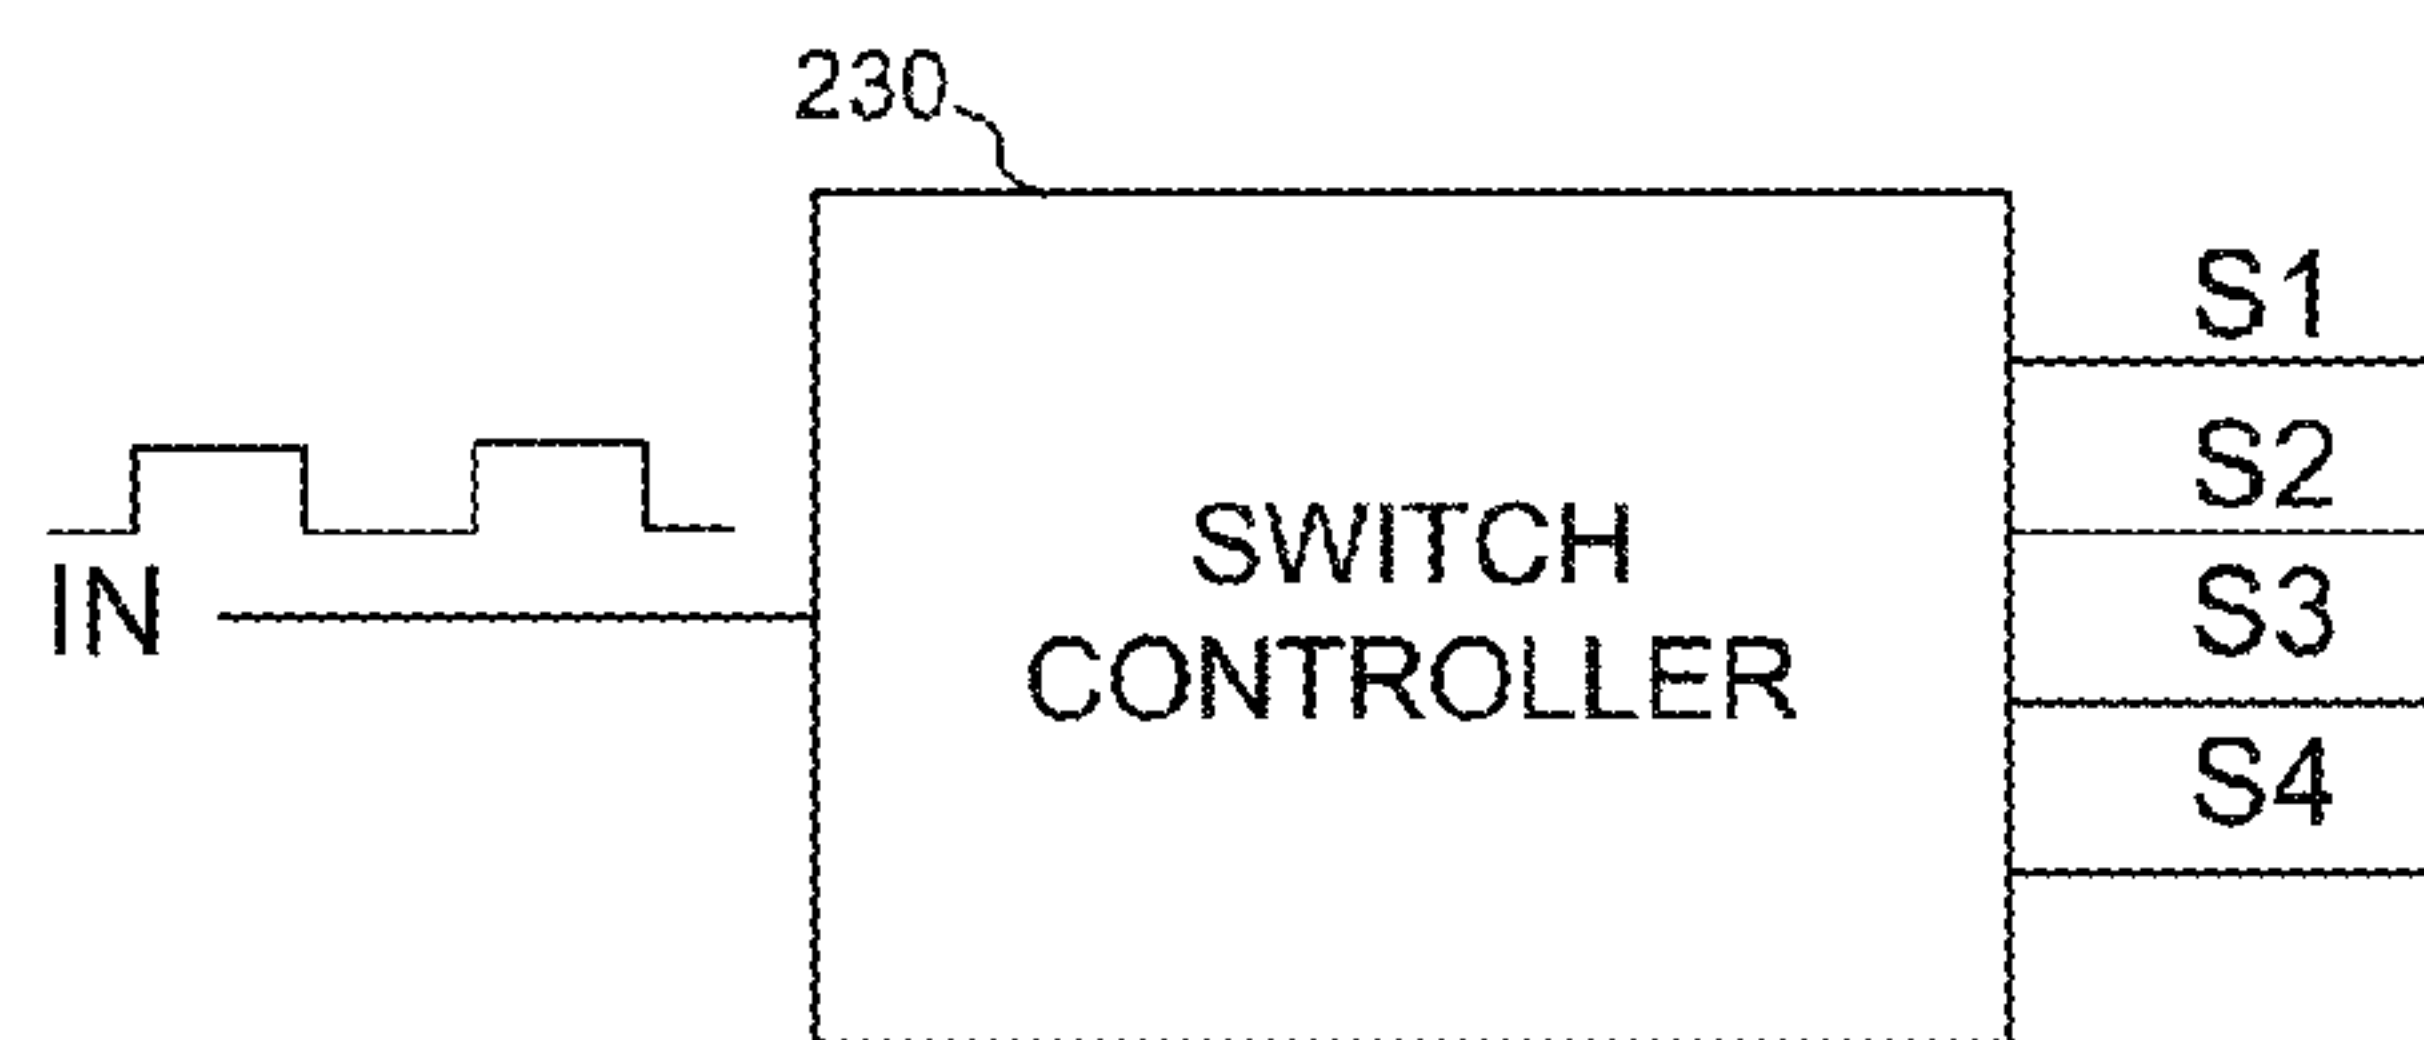 230
S1
S2
IN
SWITCH
CONTROLLER
S3
S4